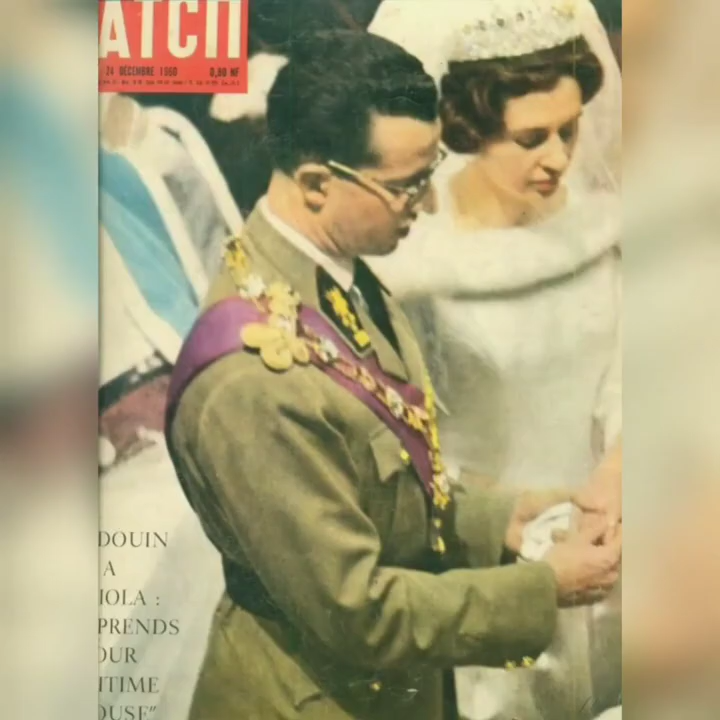 ATCH
24 DÉCEMBRE 1960 0,80 NF
DOUIN
A
IOLA :
PRENDS
OUR
ITIME
OUSE"